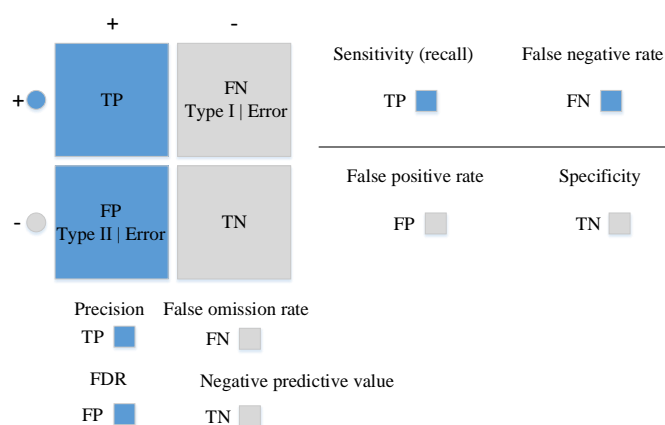 + -
Sensitivity (recall) False negative rate
+ TP FN
Type I | Error
TP FN
False positive rate Specificity
- FP
Type II | Error TN
FP TN
Precision False omission rate
TP FN
FDR Negative predictive value
FP TN